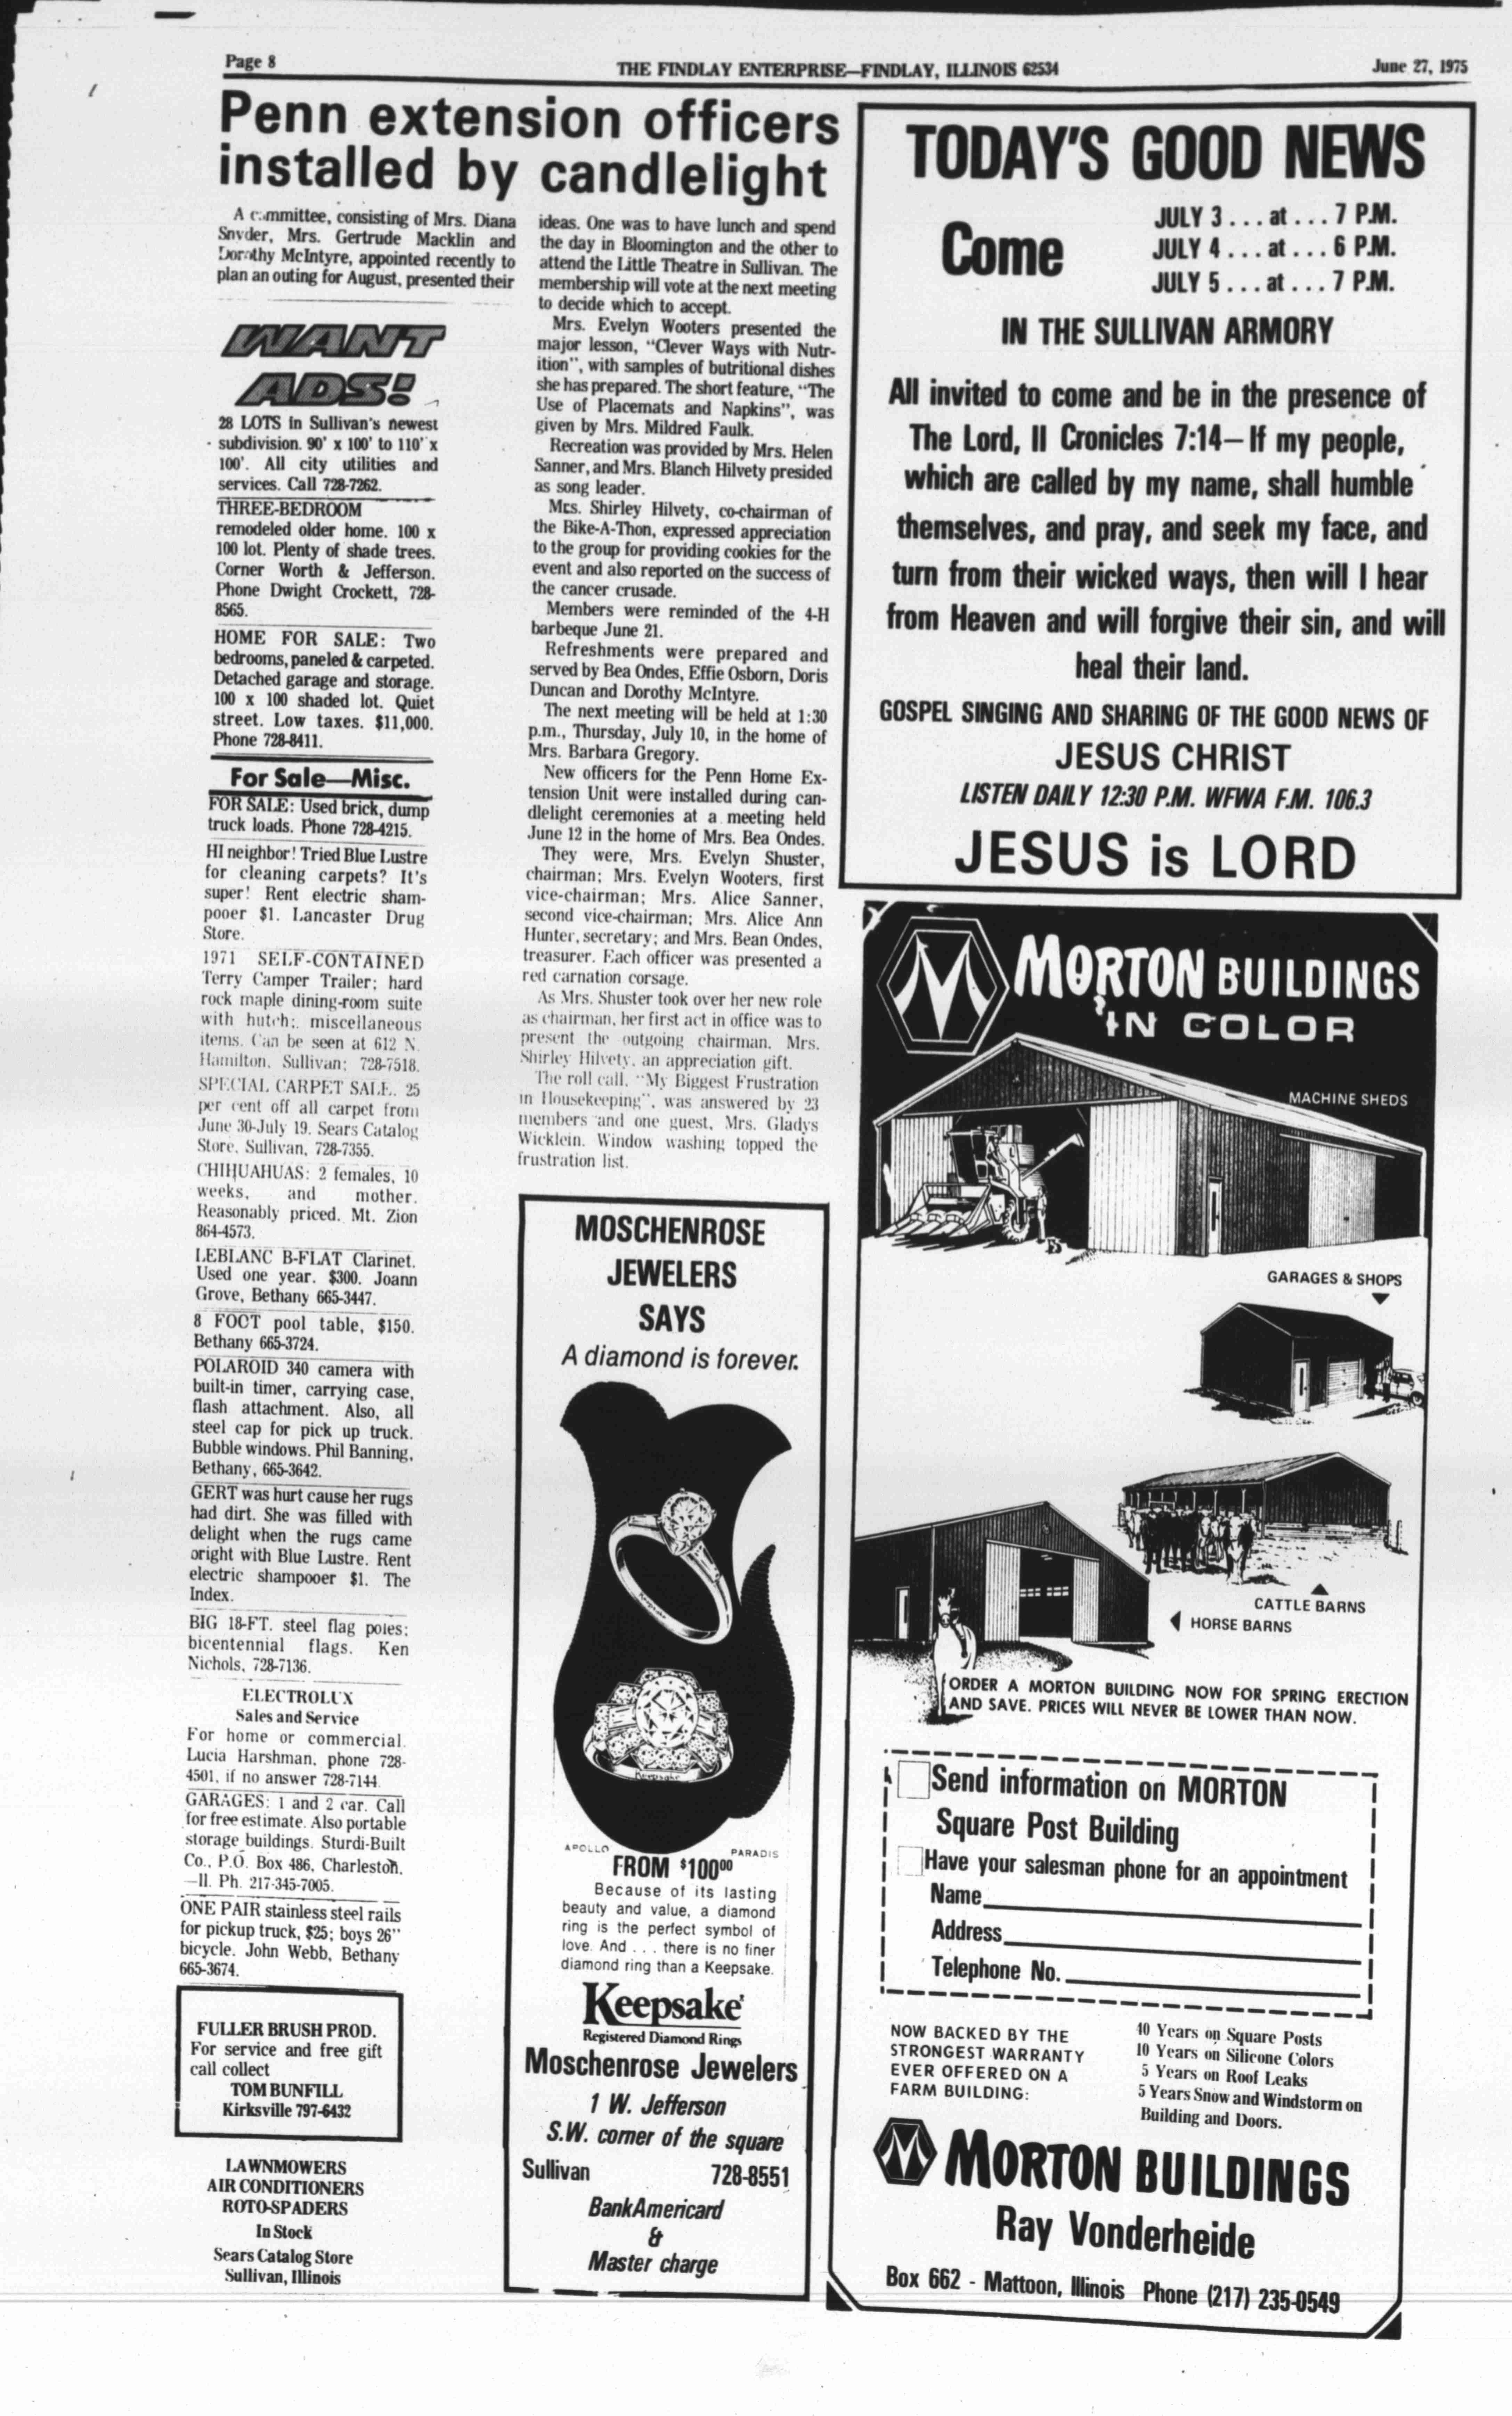 Page 8
THE FINDLAY ENTERPRISE—FINDLAY, ILLINOIS 62534
June 27, 1975
Penn extension officers
installed by candlelight
A committee, consisting of Mrs. Diana
Snyder, Mrs. Gertrude Macklin and
Dorothy McIntyre, appointed recently to
plan an outing for August, presented their
ideas. One was to have lunch and spend
the day in Bloomington and the other to
attend the Little Theatre in Sullivan. The
membership will vote at the next meeting
to decide which to accept.
Mrs. Evelyn Wooters presented the
major lesson, "Clever Ways with Nutr-
ition", with samples of butritional dishes
she has prepared. The short feature, "The
Use of Placemats and Napkins", was
given by Mrs. Mildred Faulk.
Recreation was provided by Mrs. Helen
Sanner, and Mrs. Blanch Hilvety presided
as song leader.
Mrs. Shirley Hilvety, co-chairman of
the Bike-A-Thon, expressed appreciation
to the group for providing cookies for the
event and also reported on the success of
the cancer crusade.
Members were reminded of the 4-H
barbeque June 21.
Refreshments were prepared and
served by Bea Ondes, Effie Osborn, Doris
Duncan and Dorothy McIntyre.
The next meeting will be held at 1:30
p.m., Thursday, July 10, in the home of
Mrs. Barbara Gregory.
New officers for the Penn Home Ex-
tension Unit were installed during can-
dlelight ceremonies at a meeting held
June 12 in the home of Mrs. Bea Ondes.
They were, Mrs. Evelyn Shuster,
chairman; Mrs. Evelyn Wooters, first
vice-chairman; Mrs. Alice Sanner,
second vice-chairman; Mrs. Alice Ann
Hunter, secretary; and Mrs. Bean Ondes,
treasurer. Each officer was presented a
red carnation corsage.
As Mrs. Shuster took over her new role
as chairman, her first act in office was to
present the outgoing chairman, Mrs.
Shirley Hilvety, an appreciation gift.
The roll call, "My Biggest Frustration
in Housekeeping", was answered by 23
members and one guest, Mrs. Gladys
Wicklein. Window washing topped the
frustration list.
WANT
ADS!
28 LOTS in Sullivan's newest
subdivision. 90' x 100' to 110' x
100'. All city utilities and
services. Call 728-7262.
THREE-BEDROOM
remodeled older home. 100 x
100 lot. Plenty of shade trees.
Corner Worth & Jefferson.
Phone Dwight Crockett, 728-
8565.
HOME FOR SALE: Two
bedrooms, paneled & carpeted.
Detached garage and storage.
100 x 100 shaded lot. Quiet
street. Low taxes. $11,000.
Phone 728-8411.
For Sale—Misc.
FOR SALE: Used brick, dump
truck loads. Phone 728-4215.
HI neighbor! Tried Blue Lustre
for cleaning carpets? It's
super! Rent electric sham-
pooer $1. Lancaster Drug
Store.
1971 SELF-CONTAINED
Terry Camper Trailer; hard
rock maple dining-room suite
with hutch; miscellaneous
items. Can be seen at 612 N.
Hamilton, Sullivan; 728-7518.
SPECIAL CARPET SALE. 25
per cent off all carpet from
June 30-July 19. Sears Catalog
Store, Sullivan, 728-7355.
CHIHUAHUAS: 2 females, 10
weeks, and mother.
Reasonably priced. Mt. Zion
864-4573.
LEBLANC B-FLAT Clarinet.
Used one year. $300. Joann
Grove, Bethany 665-3447.
8 FOOT pool table, $150.
Bethany 665-3724.
POLAROID 340 camera with
built-in timer, carrying case,
flash attachment. Also, all
steel cap for pick up truck.
Bubble windows. Phil Banning,
Bethany, 665-3642.
GERT was hurt cause her rugs
had dirt. She was filled with
delight when the rugs came
bright with Blue Lustre. Rent
electric shampooer $1. The
Index.
BIG 18-FT. steel flag poles;
bicentennial flags. Ken
Nichols, 728-7136.
ELECTROLUX
Sales and Service
For home or commercial.
Lucia Harshman, phone 728-
4501, if no answer 728-7144.
GARAGES: 1 and 2 car. Call
for free estimate. Also portable
storage buildings. Sturdi-Built
Co., P.O. Box 486, Charleston,
Il. Ph. 217-345-7005.
ONE PAIR stainless steel rails
for pickup truck, $25; boys 26"
bicycle. John Webb, Bethany
665-3674.
FULLER BRUSH PROD.
For service and free gift
call collect
TOM BUNFILL
Kirksville 797-6432
LAWNMOWERS
AIR CONDITIONERS
ROTO-SPADERS
In Stock
Sears Catalog Store
Sullivan, Illinois
MOSCHENROSE
JEWELERS
SAYS
A diamond is forever.
Keepsake
Keepsake
APOLLO
PARADIS
FROM $100⁰⁰
Because of its lasting
beauty and value, a diamond
ring is the perfect symbol of
love. And . . . there is no finer
diamond ring than a Keepsake.
Keepsake
Registered Diamond Rings
Moschenrose Jewelers
1 W. Jefferson
S.W. corner of the square
Sullivan 728-8551
BankAmericard
&
Master charge
TODAY'S GOOD NEWS
Come
JULY 3 . . . at . . . 7 P.M.
JULY 4 . . . at . . . 6 P.M.
JULY 5 . . . at . . . 7 P.M.
IN THE SULLIVAN ARMORY
All invited to come and be in the presence of
The Lord, II Cronicles 7:14—If my people,
which are called by my name, shall humble
themselves, and pray, and seek my face, and
turn from their wicked ways, then will I hear
from Heaven and will forgive their sin, and will
heal their land.
GOSPEL SINGING AND SHARING OF THE GOOD NEWS OF
JESUS CHRIST
LISTEN DAILY 12:30 P.M. WFWA F.M. 106.3
JESUS is LORD
MORTON BUILDINGS
IN COLOR
MACHINE SHEDS
GARAGES & SHOPS
CATTLE BARNS
HORSE BARNS
ORDER A MORTON BUILDING NOW FOR SPRING ERECTION
AND SAVE. PRICES WILL NEVER BE LOWER THAN NOW.
Send information on MORTON
Square Post Building
Have your salesman phone for an appointment
Name
Address
Telephone No.
NOW BACKED BY THE
STRONGEST WARRANTY
EVER OFFERED ON A
FARM BUILDING:
40 Years on Square Posts
10 Years on Silicone Colors
5 Years on Roof Leaks
5 Years Snow and Windstorm on
Building and Doors.
MORTON BUILDINGS
Ray Vonderheide
Box 662 - Mattoon, Illinois Phone (217) 235-0549